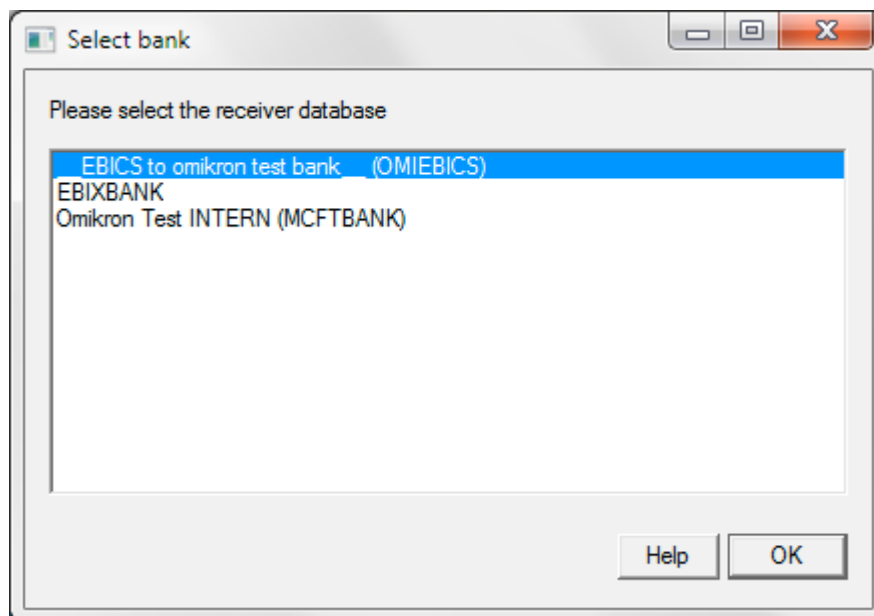 Select bank
Please select the receiver database
__EBICS to omikron test bank__ (OMIEBICS)
EBIXBANK
Omikron Test INTERN (MCFTBANK)
Help OK